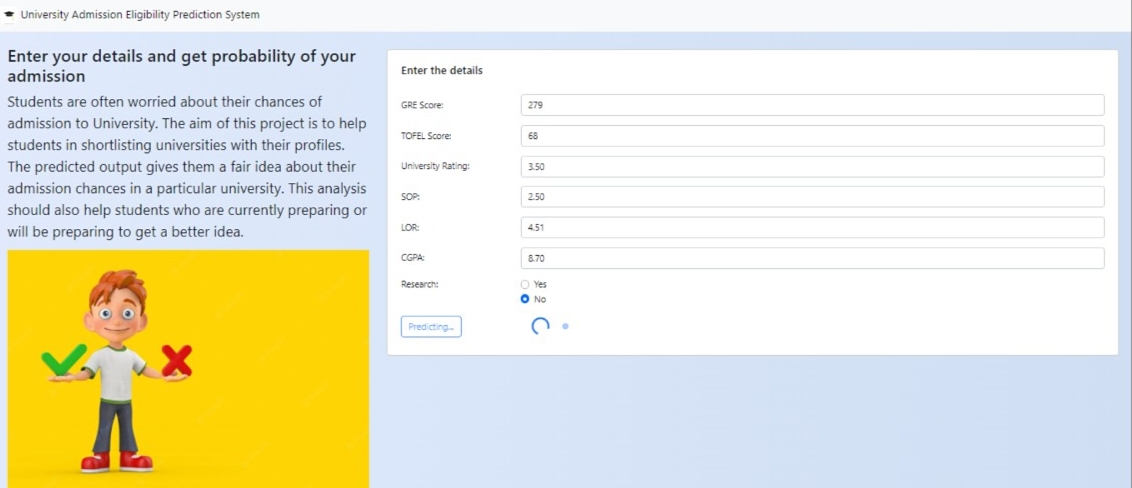 University Admission Eligibility Prediction System
Enter your details and get probability of your
admission
Students are often worried about their chances of
admission to University. The aim of this project is to help
students in shortlisting universities with their profiles.
The predicted output gives them a fair idea about their
admission chances in a particular university. This analysis
should also help students who are currently preparing or
will be preparing to get a better idea.
Enter the details
GRE Score: 279
TOFEL Score: 68
University Rating: 3.50
SOP: 2.50
LOR: 4.51
CGPA: 8.70
Research: Yes
No
Predicting...